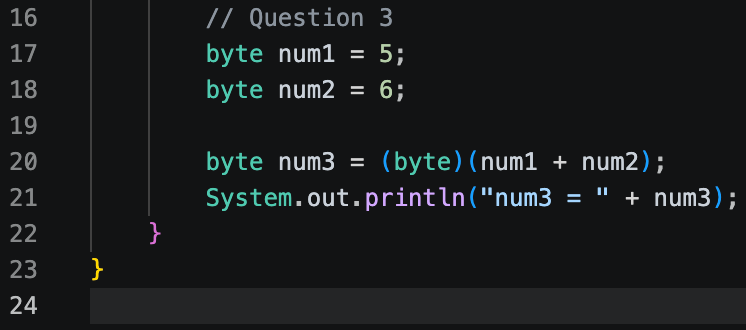 16 // Question 3
17 byte num1 = 5;
18 byte num2 = 6;
19
20 byte num3 = (byte)(num1 + num2);
21 System.out.println("num3 = " + num3);
22 }
23 }
24